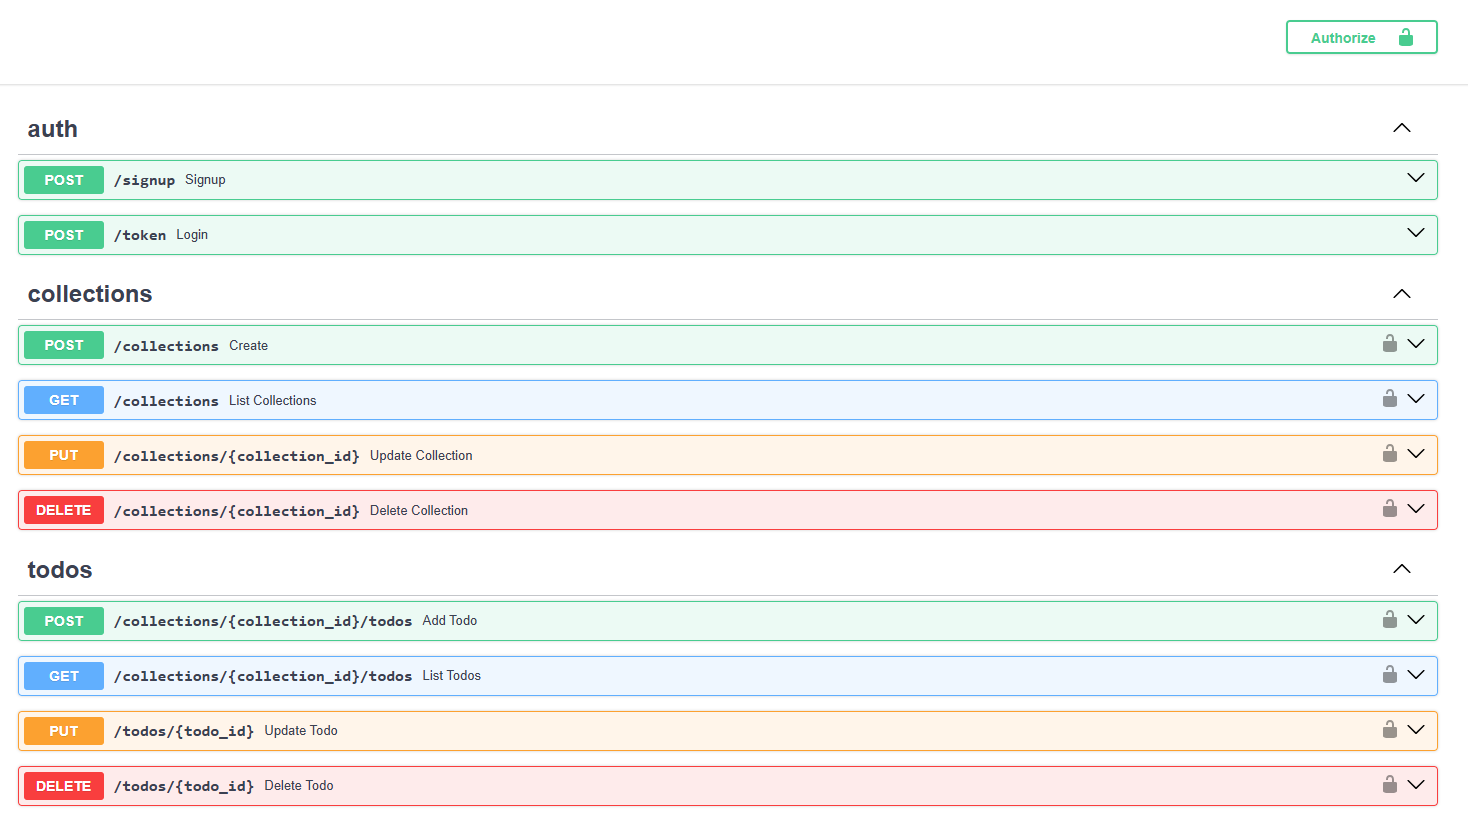 Authorize
auth
POST /signup Signup
POST /token Login
collections
POST /collections Create
GET /collections List Collections
PUT /collections/{collection_id} Update Collection
DELETE /collections/{collection_id} Delete Collection
todos
POST /collections/{collection_id}/todos Add Todo
GET /collections/{collection_id}/todos List Todos
PUT /todos/{todo_id} Update Todo
DELETE /todos/{todo_id} Delete Todo